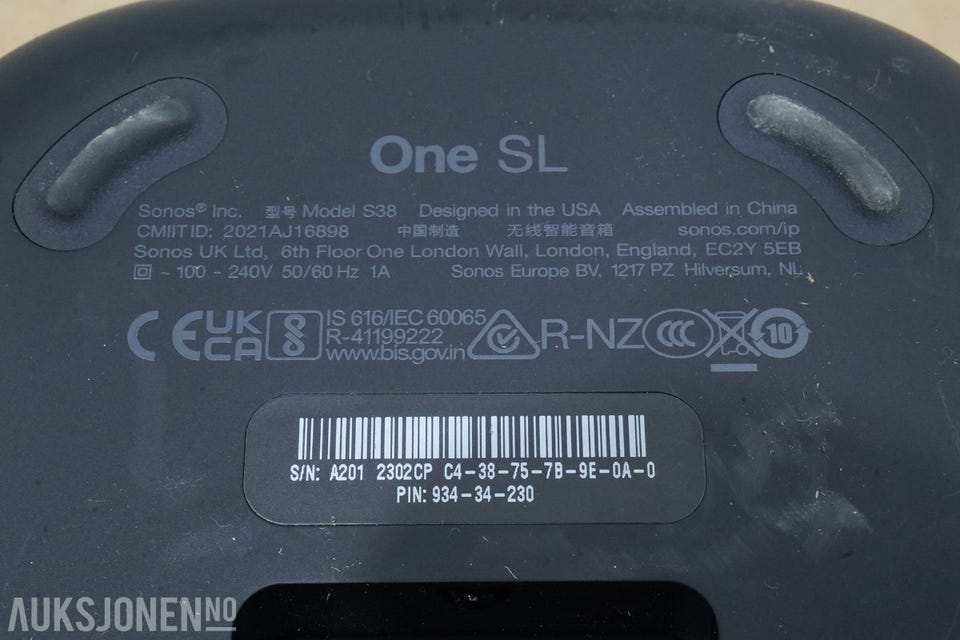 One SL
Sonos® Inc. 型号 Model S38 Designed in the USA Assembled in China
CMIIT ID: 2021AJ16898 中国制造 无线智能音箱 sonos.com/ip
Sonos UK Ltd, 6th Floor One London Wall, London, England, EC2Y 5EB
~ 100 - 240V 50/60 Hz 1A Sonos Europe BV, 1217 PZ Hilversum, NL
CE UK CA IS 616/IEC 60065 R-NZ CCC 10
R-41199222
www.bis.gov.in
S/N: A201 2302CP C4-38-75-7B-9E-0A-0
PIN: 934-34-230
AUKSJONEN.NO